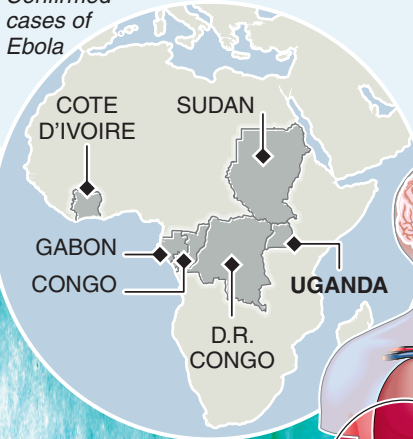 Confirmed
cases of
Ebola
COTE
D'IVOIRE
SUDAN
GABON
CONGO
UGANDA
D.R.
CONGO